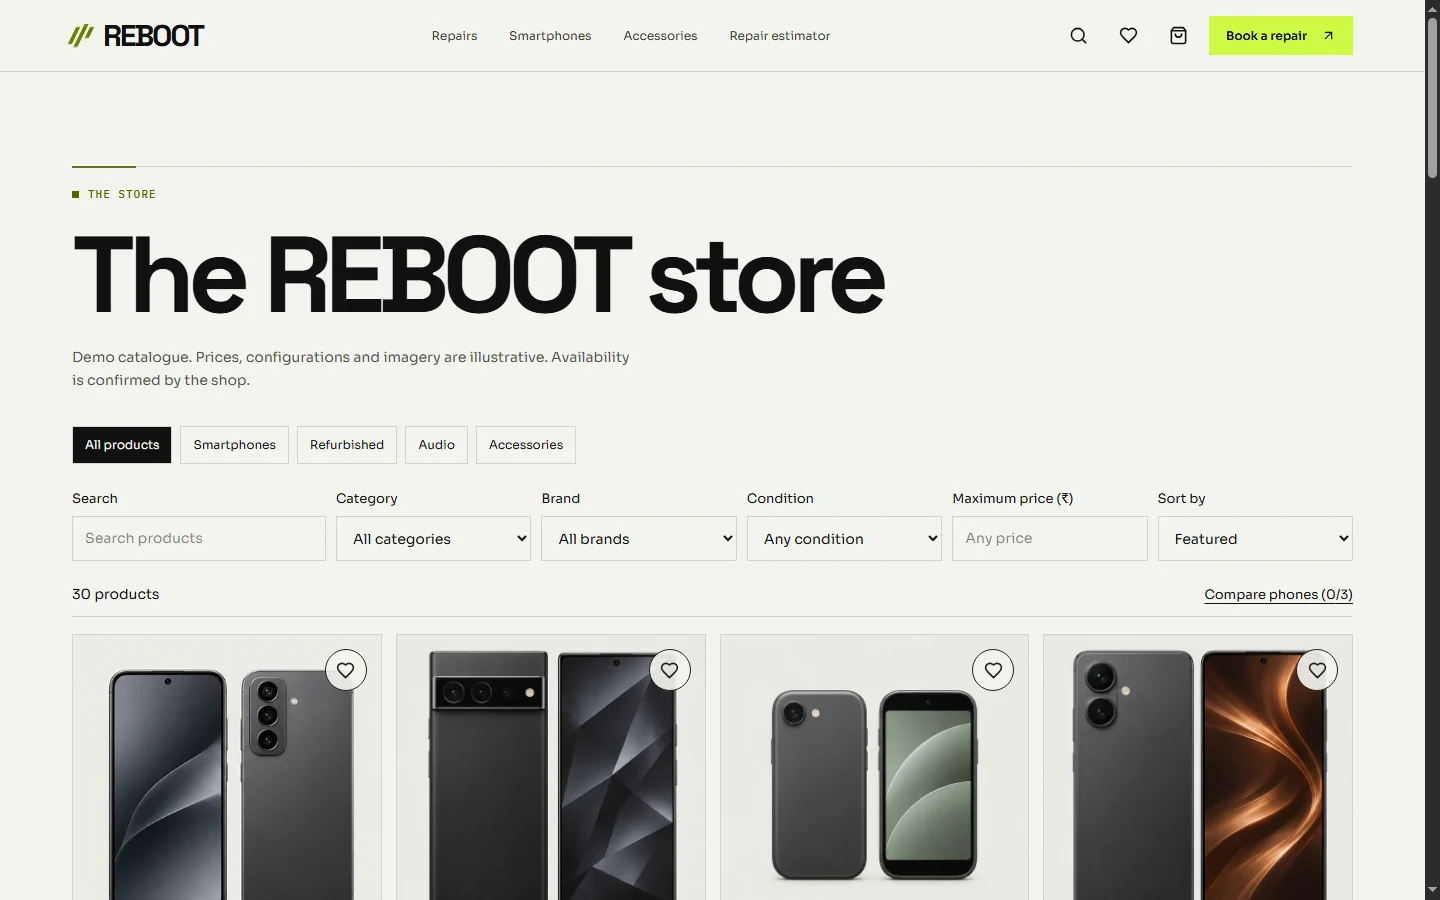 REBOOT
Repairs
Smartphones
Accessories
Repair estimator
Book a repair
THE STORE
The REBOOT store
Demo catalogue. Prices, configurations and imagery are illustrative. Availability
is confirmed by the shop.
All products
Smartphones
Refurbished
Audio
Accessories
Search
Category
Brand
Condition
Maximum price (₹)
Sort by
Search products
All categories
All brands
Any condition
Any price
Featured
30 products
Compare phones (0/3)